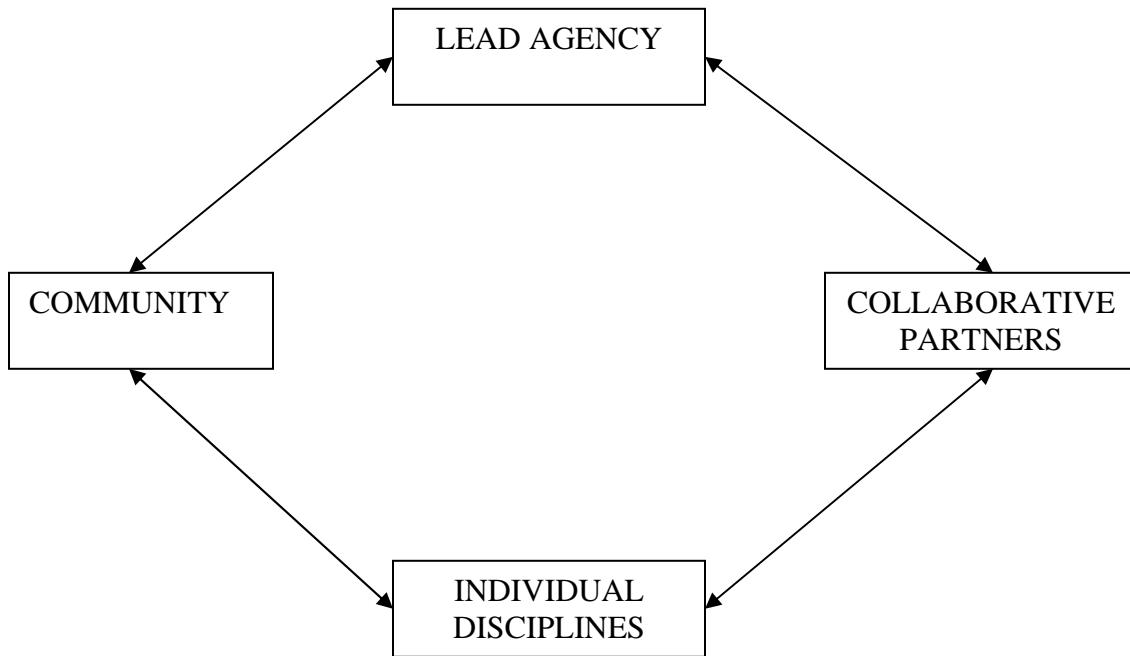 LEAD AGENCY
COMMUNITY
COLLABORATIVE
PARTNERS
INDIVIDUAL
DISCIPLINES